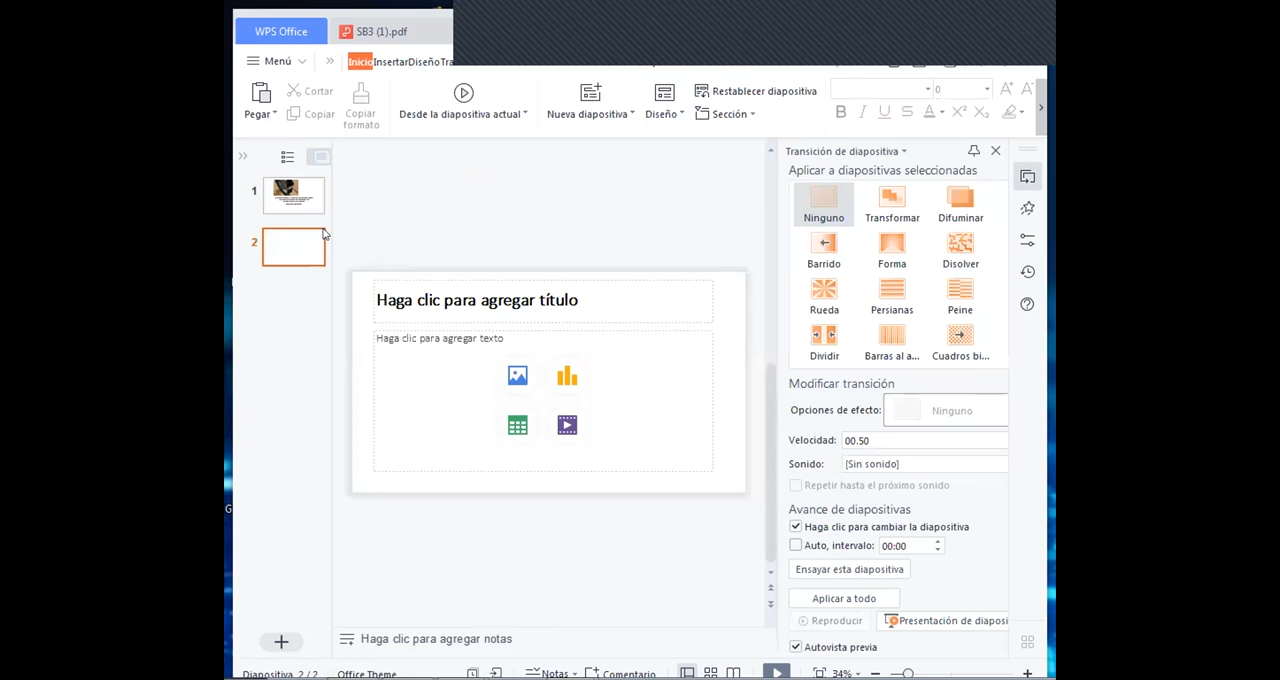 WPS Office
SB3 (1).pdf
Menú
Inicio Insertar Diseño Tra
Pegar
Cortar
Copiar
Copiar formato
Desde la diapositiva actual
Nueva diapositiva
Diseño
Restablecer diapositiva
Sección
0
B I U S A X² X₂
1
2
Haga clic para agregar título
Haga clic para agregar texto
Haga clic para agregar notas
Transición de diapositiva
Aplicar a diapositivas seleccionadas
Ninguno Transformar Difuminar
Barrido Forma Disolver
Rueda Persianas Peine
Dividir Barras al a... Cuadros bi...
Modificar transición
Opciones de efecto: Ninguno
Velocidad: 00.50
Sonido: [Sin sonido]
Repetir hasta el próximo sonido
Avance de diapositivas
Haga clic para cambiar la diapositiva
Auto, intervalo: 00:00
Ensayar esta diapositiva
Aplicar a todo
Reproducir Presentación de diaposi
Autovista previa
G
Diapositiva 2 / 2 Office Theme Notas Comentario 34%